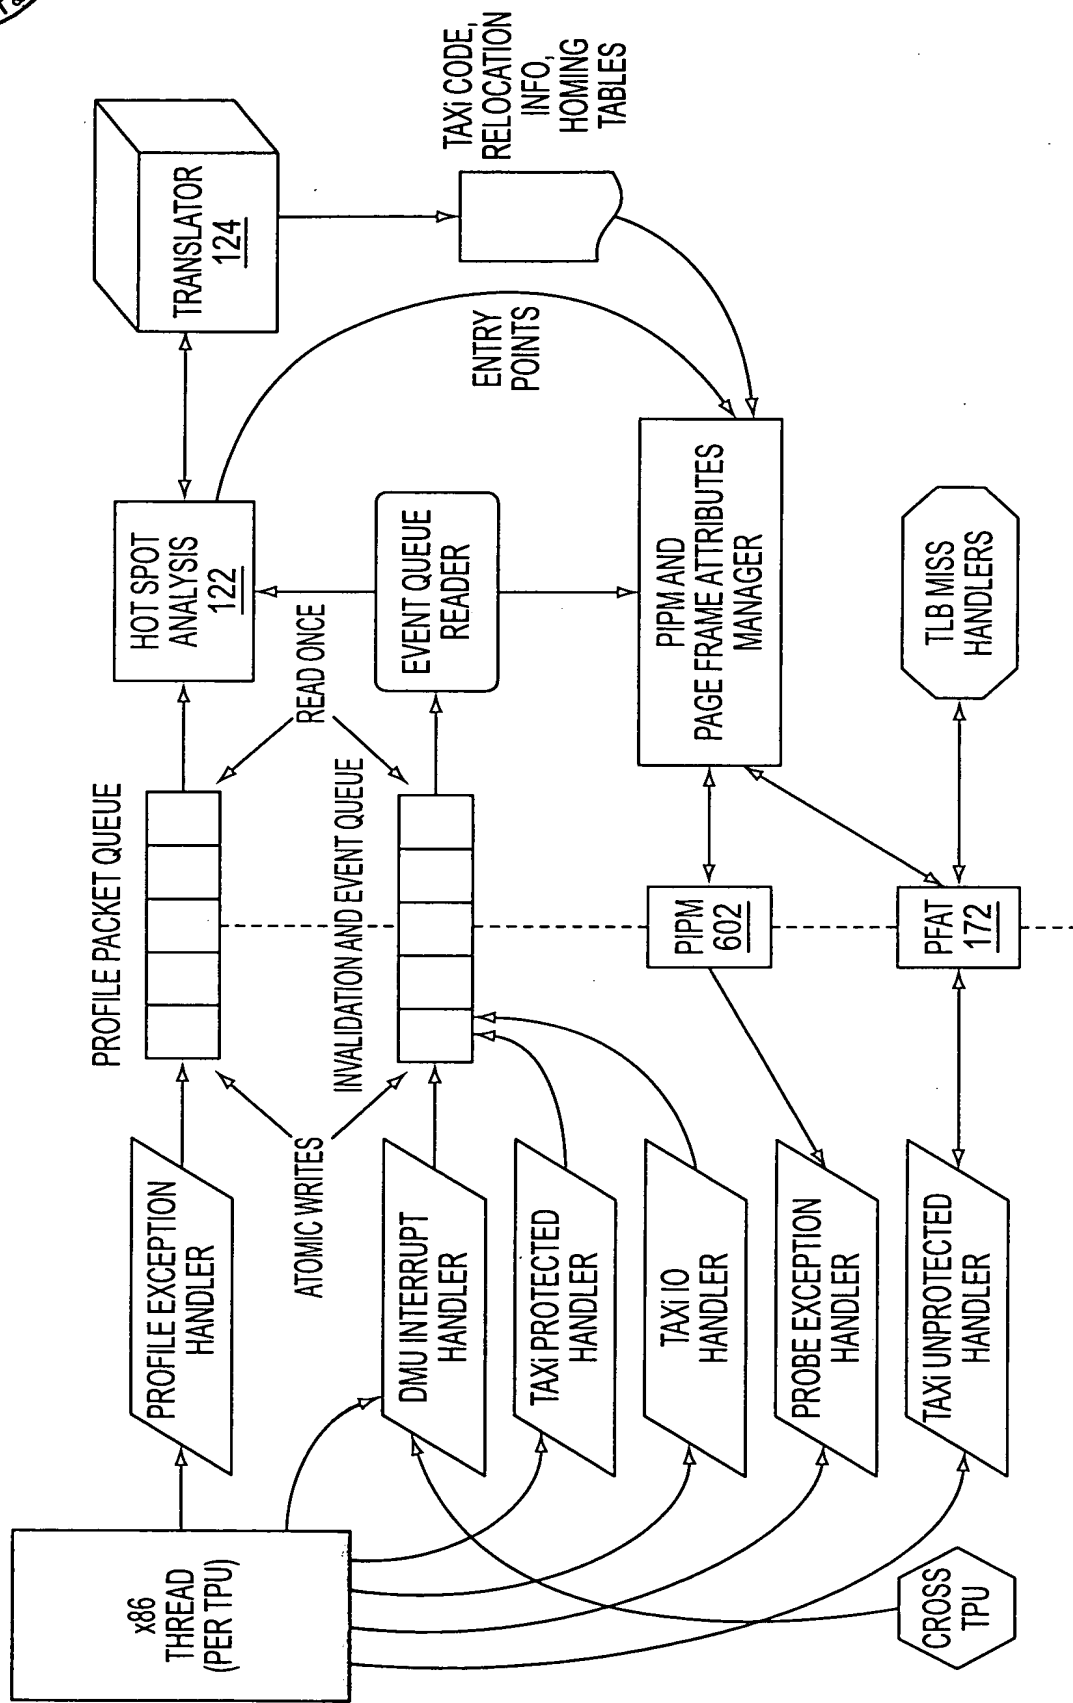 x86
THREAD
(PER TPU)
CROSS
TPU
PROFILE EXCEPTION
HANDLER
DMU INTERRUPT
HANDLER
TAXi PROTECTED
HANDLER
TAXi IO
HANDLER
PROBE EXCEPTION
HANDLER
TAXi UNPROTECTED
HANDLER
ATOMIC WRITES
PROFILE PACKET QUEUE
INVALIDATION AND EVENT QUEUE
READ ONCE
PIPM
602
PFAT
172
HOT SPOT
ANALYSIS
122
EVENT QUEUE
READER
PIPM AND
PAGE FRAME ATTRIBUTES
MANAGER
TLB MISS
HANDLERS
ENTRY
POINTS
TRANSLATOR
124
TAXi CODE,
RELOCATION
INFO,
HOMING
TABLES